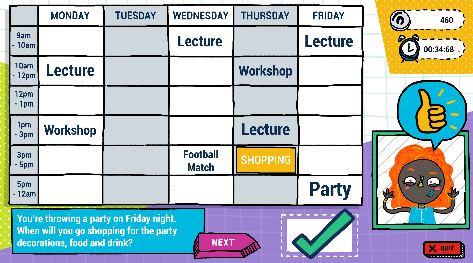 MONDAY TUESDAY WEDNESDAY THURSDAY FRIDAY
9am - 10am Lecture Lecture
10am - 12pm Lecture Workshop
12pm - 1pm
1pm - 3pm Workshop Lecture
3pm - 5pm Football Match SHOPPING
5pm - 12am Party
460
00:34:68
You're throwing a party on Friday night.
When will you go shopping for the party
decorations, food and drink?
NEXT
QUIT